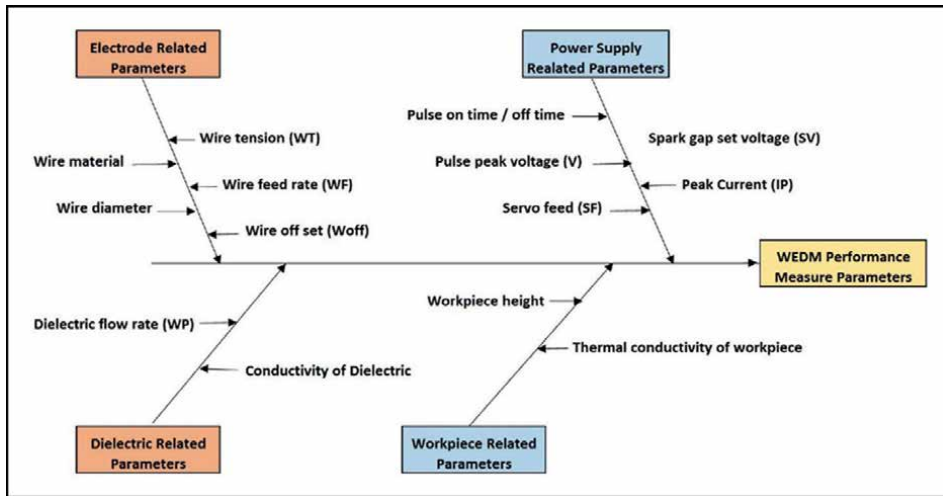 Electrode Related
Parameters
Power Supply
Realated Parameters
Pulse on time / off time
Wire tension (WT)
Spark gap set voltage (SV)
Wire material
Pulse peak voltage (V)
Wire feed rate (WF)
Peak Current (IP)
Wire diameter
Servo feed (SF)
Wire off set (Woff)
WEDM Performance
Measure Parameters
Workpiece height
Dielectric flow rate (WP)
Thermal conductivity of workpiece
Conductivity of Dielectric
Dielectric Related
Parameters
Workpiece Related
Parameters